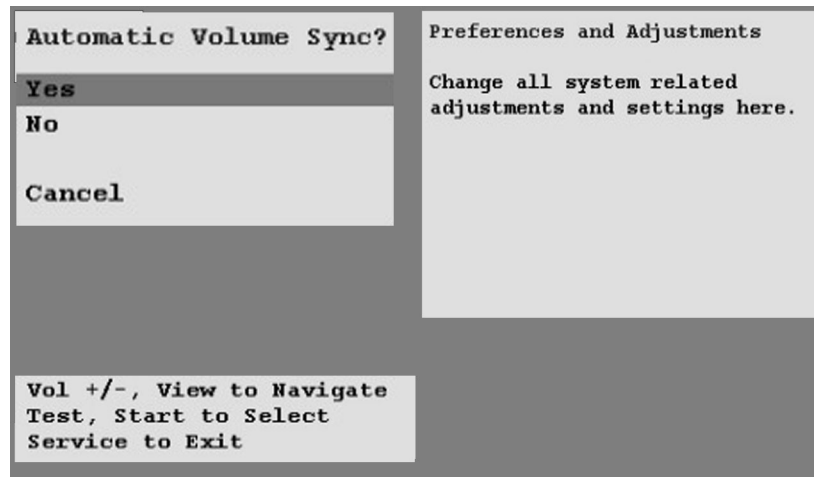 Automatic Volume Sync?
Yes
No
Cancel
Preferences and Adjustments
Change all system related
adjustments and settings here.
Vol +/-, View to Navigate
Test, Start to Select
Service to Exit